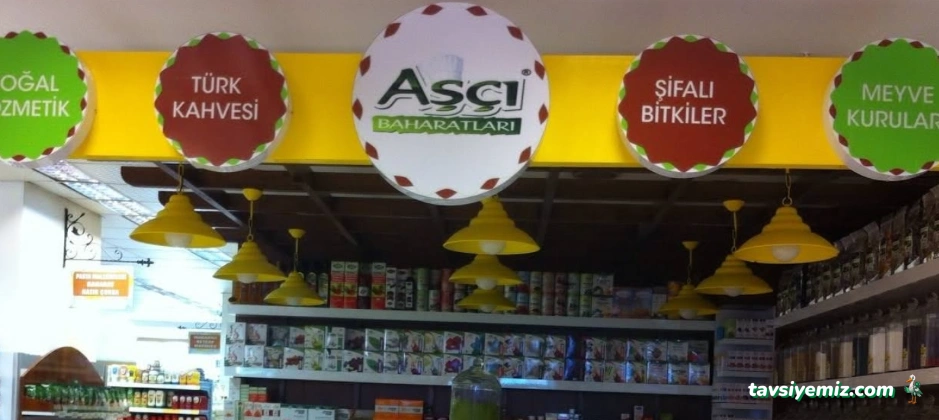 OĞAL
OZMETİK
TÜRK
KAHVESİ
AŞÇI®
BAHARATLARI
ŞİFALI
BİTKİLER
MEYVE
KURULAR
tavsiyemiz.com